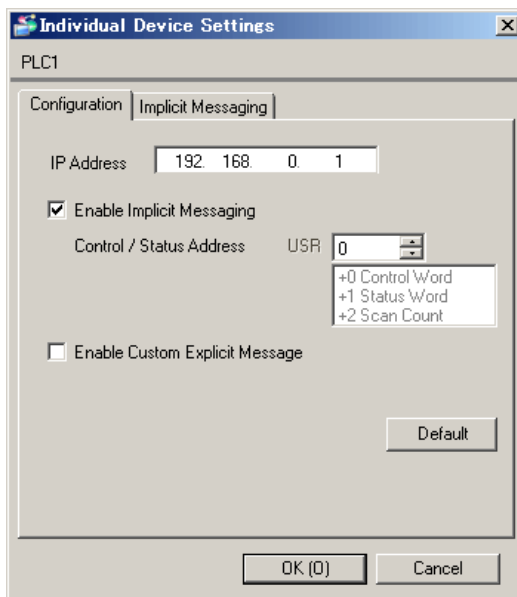 Individual Device Settings
PLC1
Configuration Implicit Messaging
IP Address 192. 168. 0. 1
Enable Implicit Messaging
Control / Status Address USR 0
+0 Control Word
+1 Status Word
+2 Scan Count
Enable Custom Explicit Message
Default
OK (O) Cancel